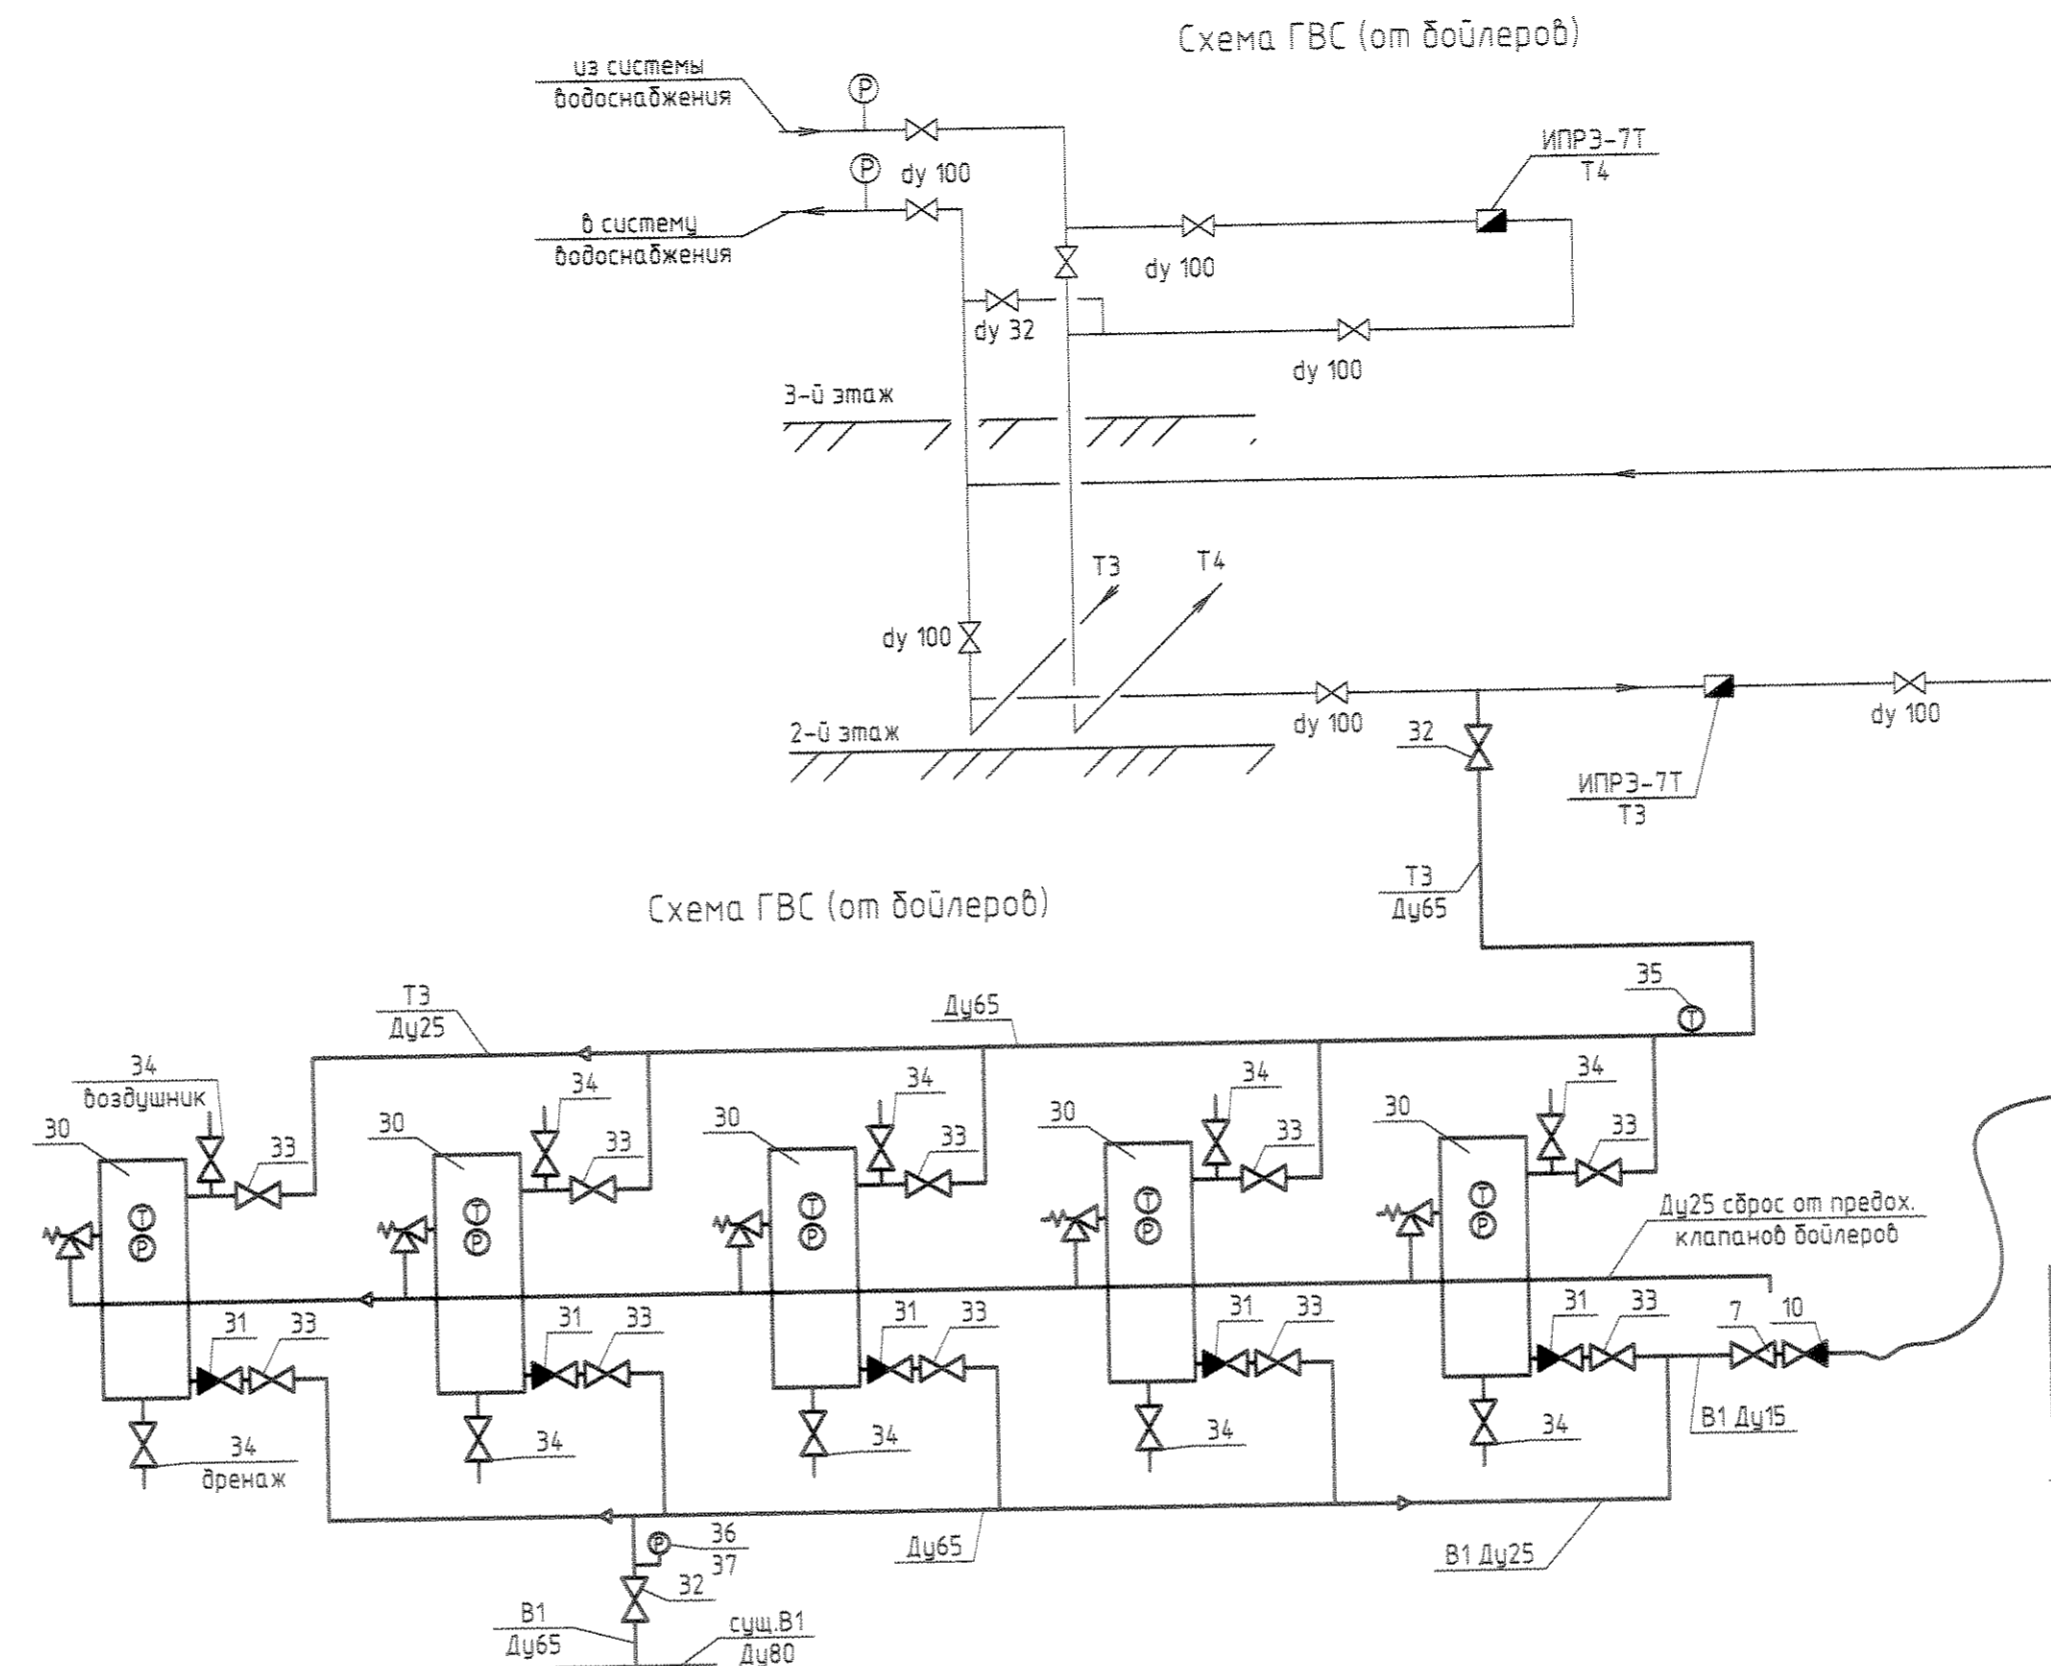 Схема ГВС (от бойлеров)
из системы
водоснабжения
P
ИПРЭ-7Т
Т4
P
dy 100
в систему
водоснабжения
dy 100
dy 32
dy 100
3-й этаж
Т3
Т4
dy 100
2-й этаж
dy 100
32
dy 100
ИПРЭ-7Т
Т3
Т3
Ду65
Схема ГВС (от бойлеров)
35
Т
Т3
Ду25
Ду65
34
воздушник
34
34
34
34
30
30
30
30
30
33
33
33
33
33
Т
Р
Т
Р
Т
Р
Т
Р
Т
Р
Ду25 сброс от предох.
клапанов бойлеров
31
33
31
33
31
33
31
33
31
33
7
10
34
дренаж
34
34
34
34
В1 Ду15
Р
36
37
Ду65
В1 Ду25
32
В1
Ду65
сущ.В1
Ду80